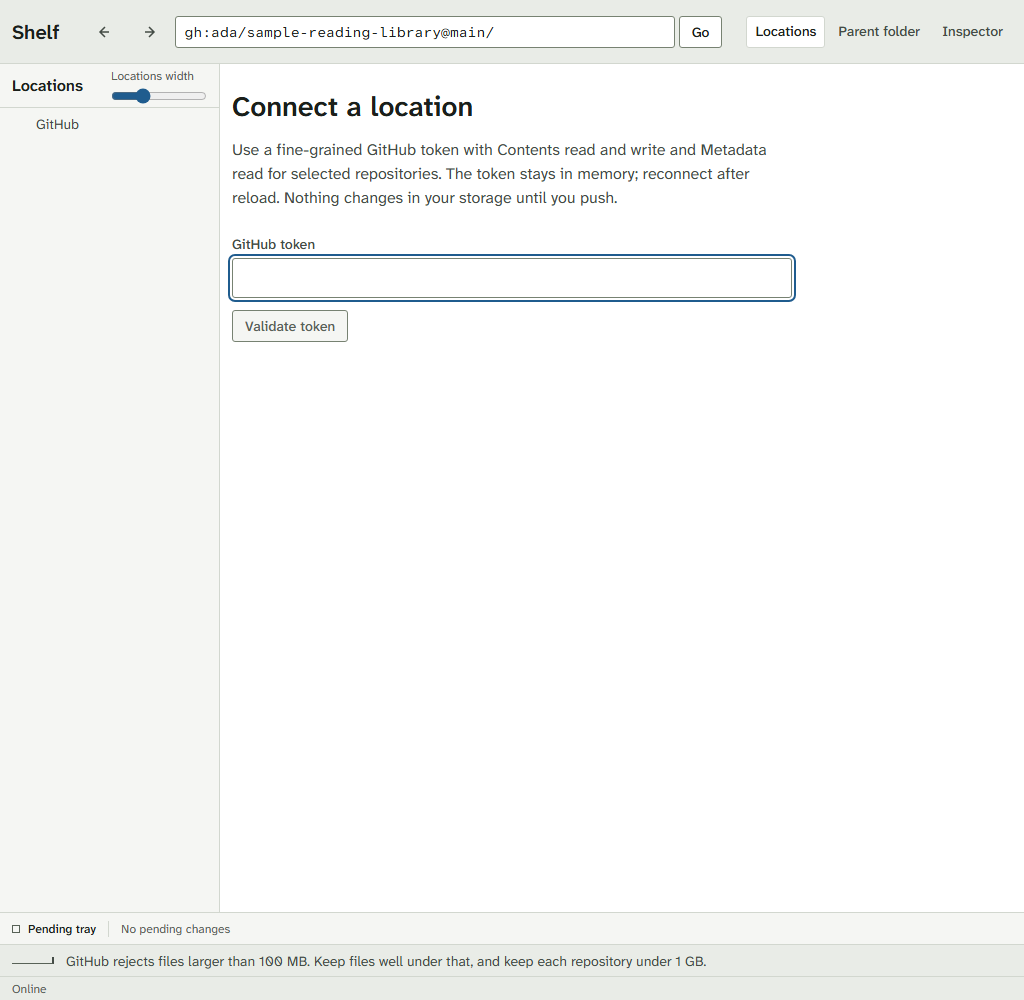 Shelf
gh:ada/sample-reading-library@main/
Go
Locations
Parent folder
Inspector
Locations
Locations width
GitHub
Connect a location
Use a fine-grained GitHub token with Contents read and write and Metadata
read for selected repositories. The token stays in memory; reconnect after
reload. Nothing changes in your storage until you push.
GitHub token
Validate token
Pending tray
No pending changes
GitHub rejects files larger than 100 MB. Keep files well under that, and keep each repository under 1 GB.
Online